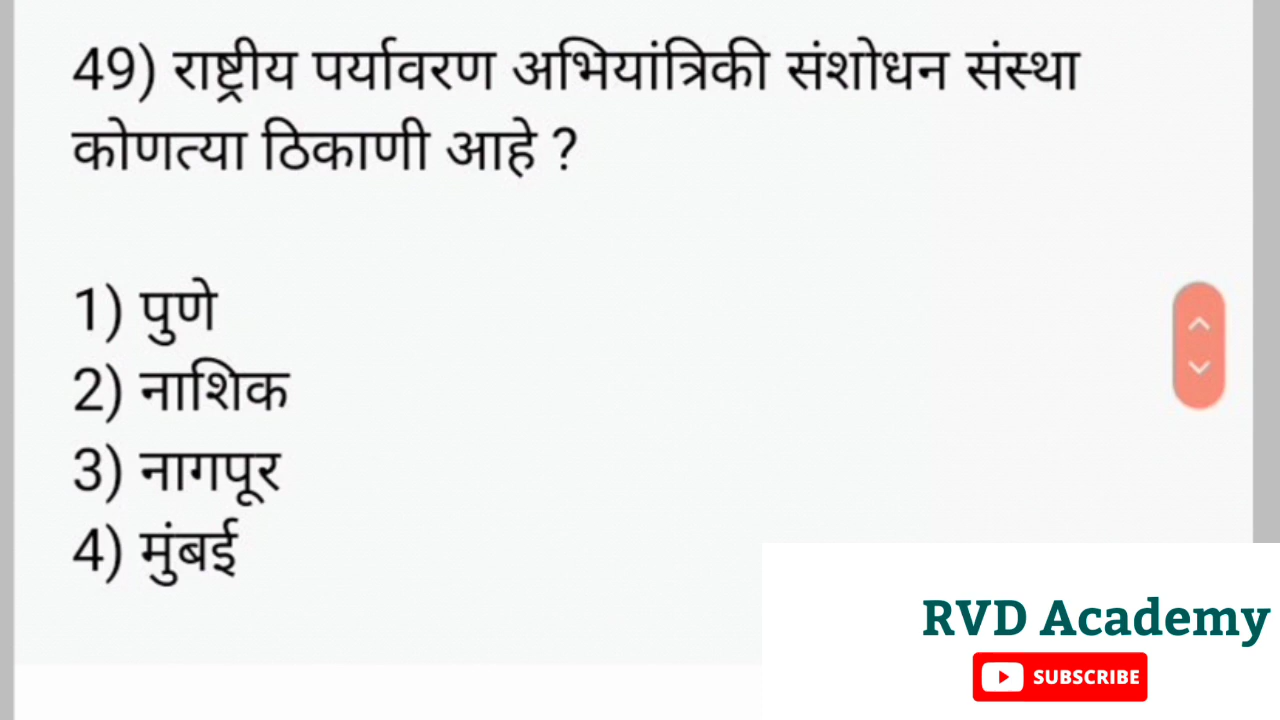 49) राष्ट्रीय पर्यावरण अभियांत्रिकी संशोधन संस्था
कोणत्या ठिकाणी आहे ?
1) पुणे
2) नाशिक
3) नागपूर
4) मुंबई
RVD Academy
SUBSCRIBE